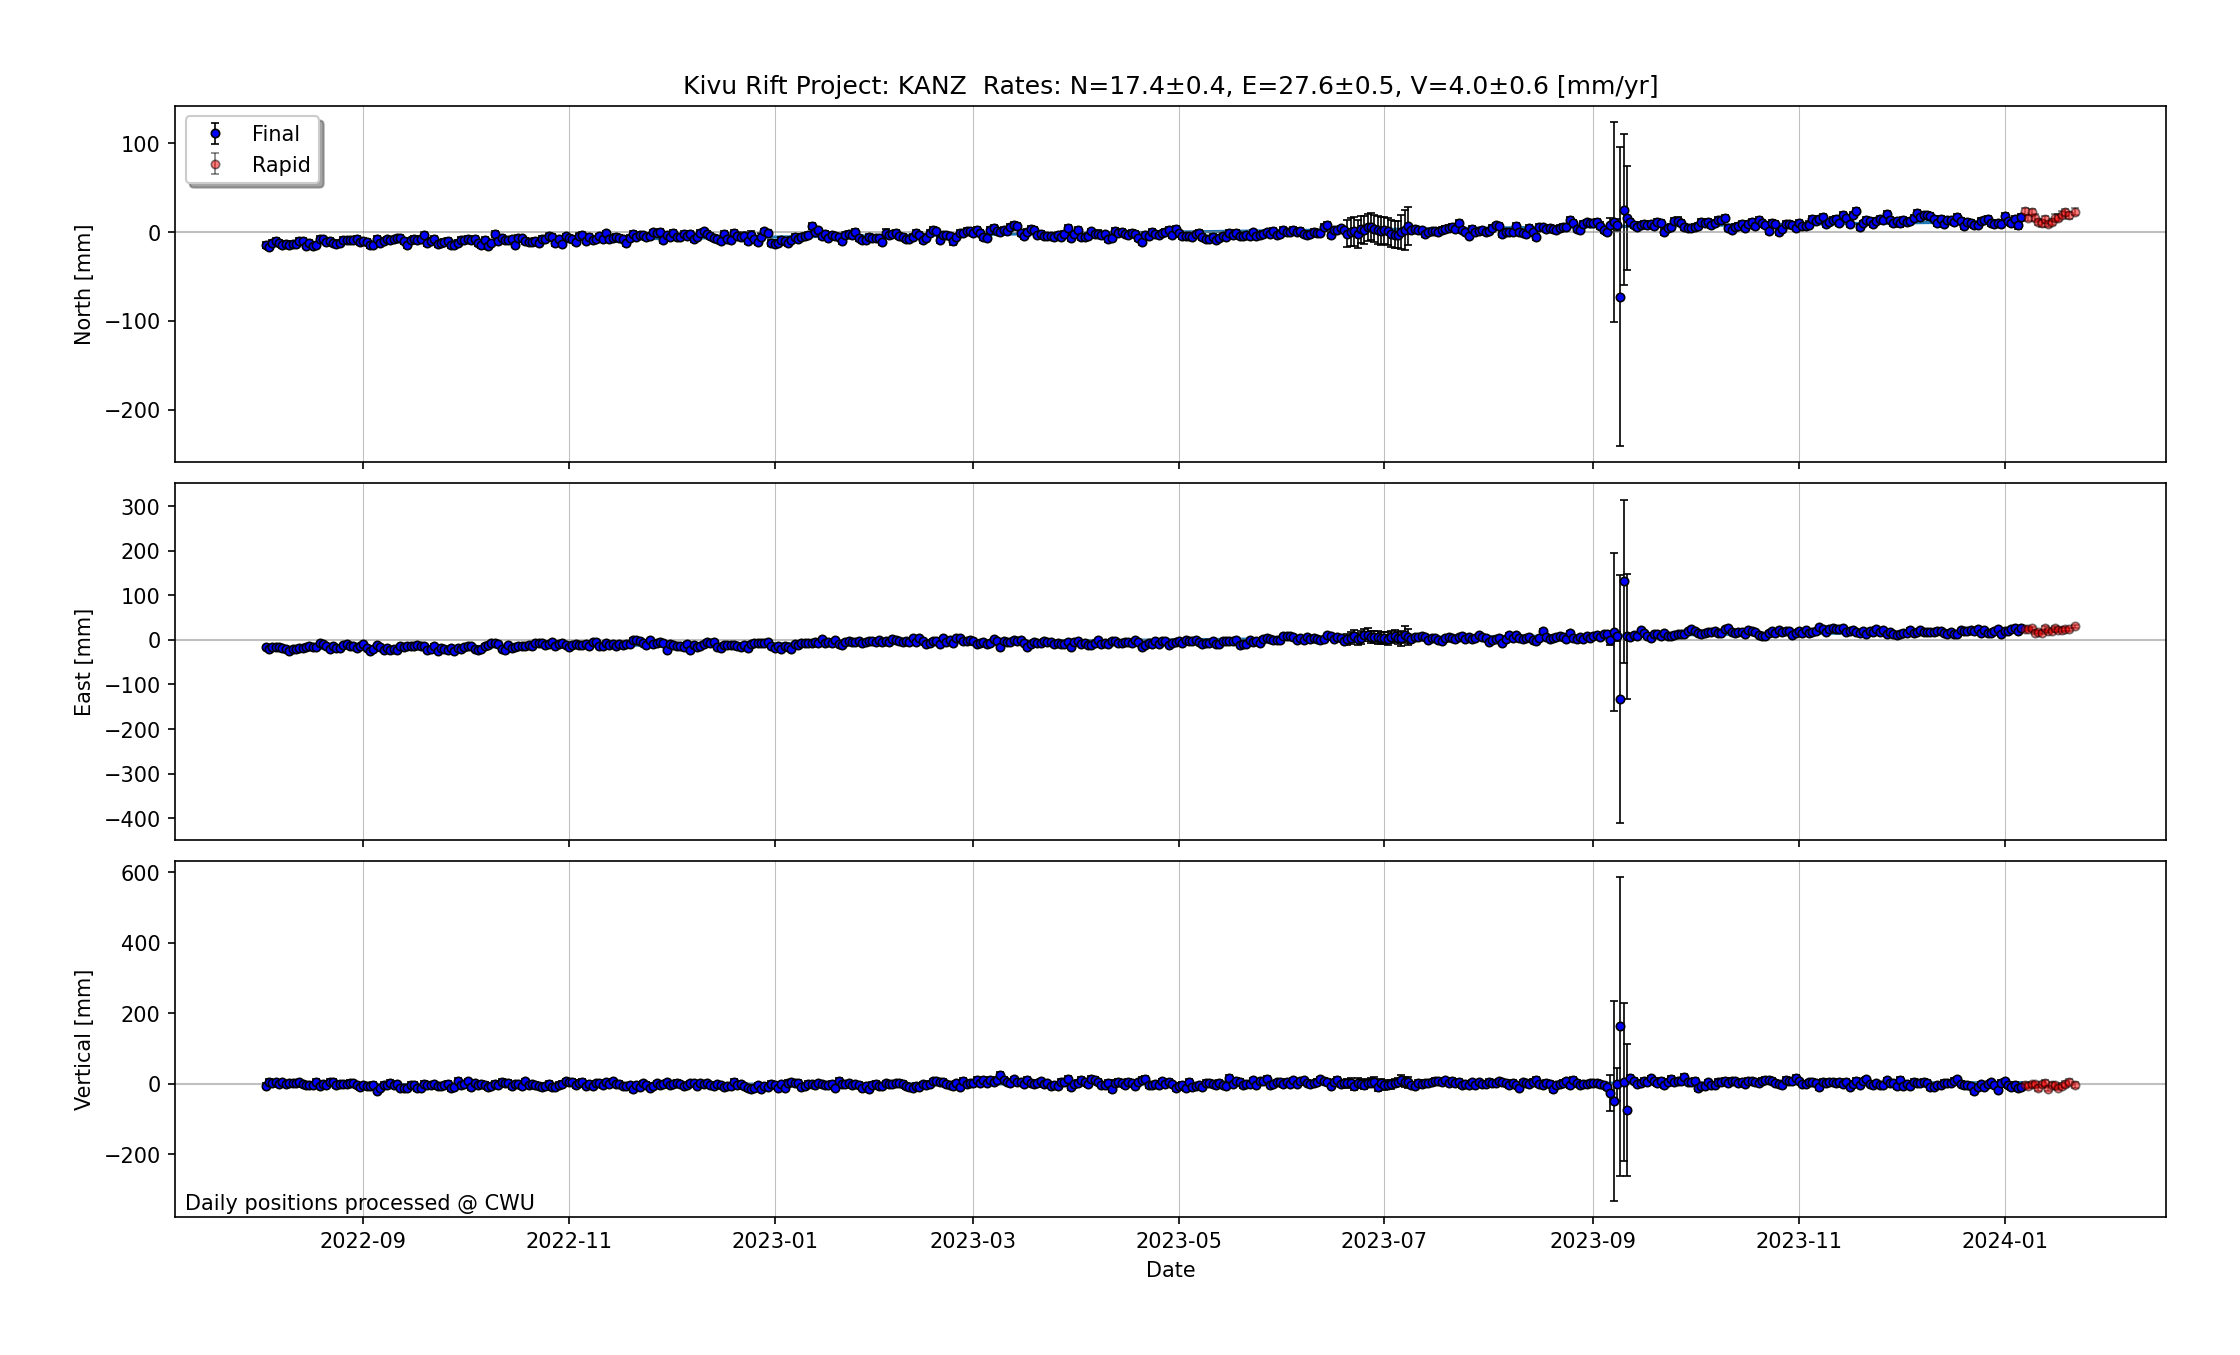 Kivu Rift Project: KANZ  Rates: N=17.4±0.4, E=27.6±0.5, V=4.0±0.6 [mm/yr]
Final
Rapid
North [mm]
100
0
−100
−200
East [mm]
300
200
100
0
−100
−200
−300
−400
Vertical [mm]
600
400
200
0
−200
Daily positions processed @ CWU
2022-09 2022-11 2023-01 2023-03 2023-05 2023-07 2023-09 2023-11 2024-01
Date